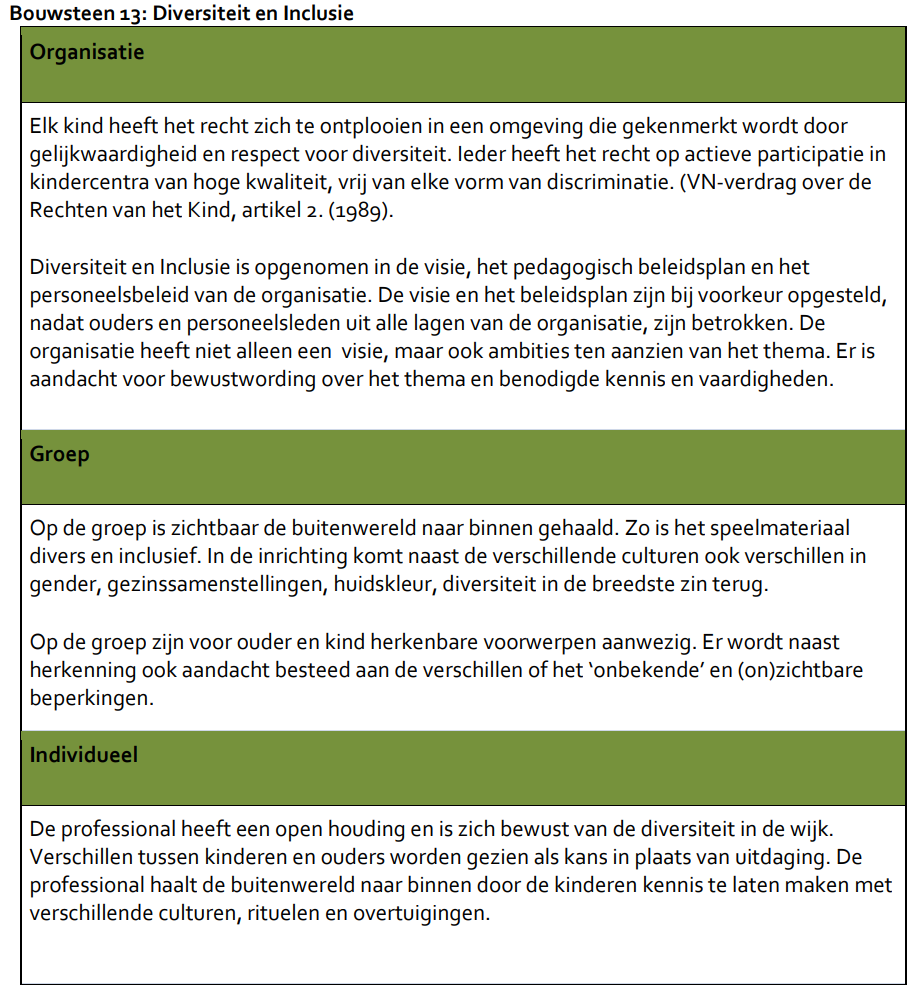 Bouwsteen 13: Diversiteit en Inclusie
Organisatie
Elk kind heeft het recht zich te ontplooien in een omgeving die gekenmerkt wordt door
gelijkwaardigheid en respect voor diversiteit. Ieder heeft het recht op actieve participatie in
kindercentra van hoge kwaliteit, vrij van elke vorm van discriminatie. (VN-verdrag over de
Rechten van het Kind, artikel 2. (1989).
Diversiteit en Inclusie is opgenomen in de visie, het pedagogisch beleidsplan en het
personeelsbeleid van de organisatie. De visie en het beleidsplan zijn bij voorkeur opgesteld,
nadat ouders en personeelsleden uit alle lagen van de organisatie, zijn betrokken. De
organisatie heeft niet alleen een visie, maar ook ambities ten aanzien van het thema. Er is
aandacht voor bewustwording over het thema en benodigde kennis en vaardigheden.
Groep
Op de groep is zichtbaar de buitenwereld naar binnen gehaald. Zo is het speelmateriaal
divers en inclusief. In de inrichting komt naast de verschillende culturen ook verschillen in
gender, gezinssamenstellingen, huidskleur, diversiteit in de breedste zin terug.
Op de groep zijn voor ouder en kind herkenbare voorwerpen aanwezig. Er wordt naast
herkenning ook aandacht besteed aan de verschillen of het ‘onbekende’ en (on)zichtbare
beperkingen.
Individueel
De professional heeft een open houding en is zich bewust van de diversiteit in de wijk.
Verschillen tussen kinderen en ouders worden gezien als kans in plaats van uitdaging. De
professional haalt de buitenwereld naar binnen door de kinderen kennis te laten maken met
verschillende culturen, rituelen en overtuigingen.